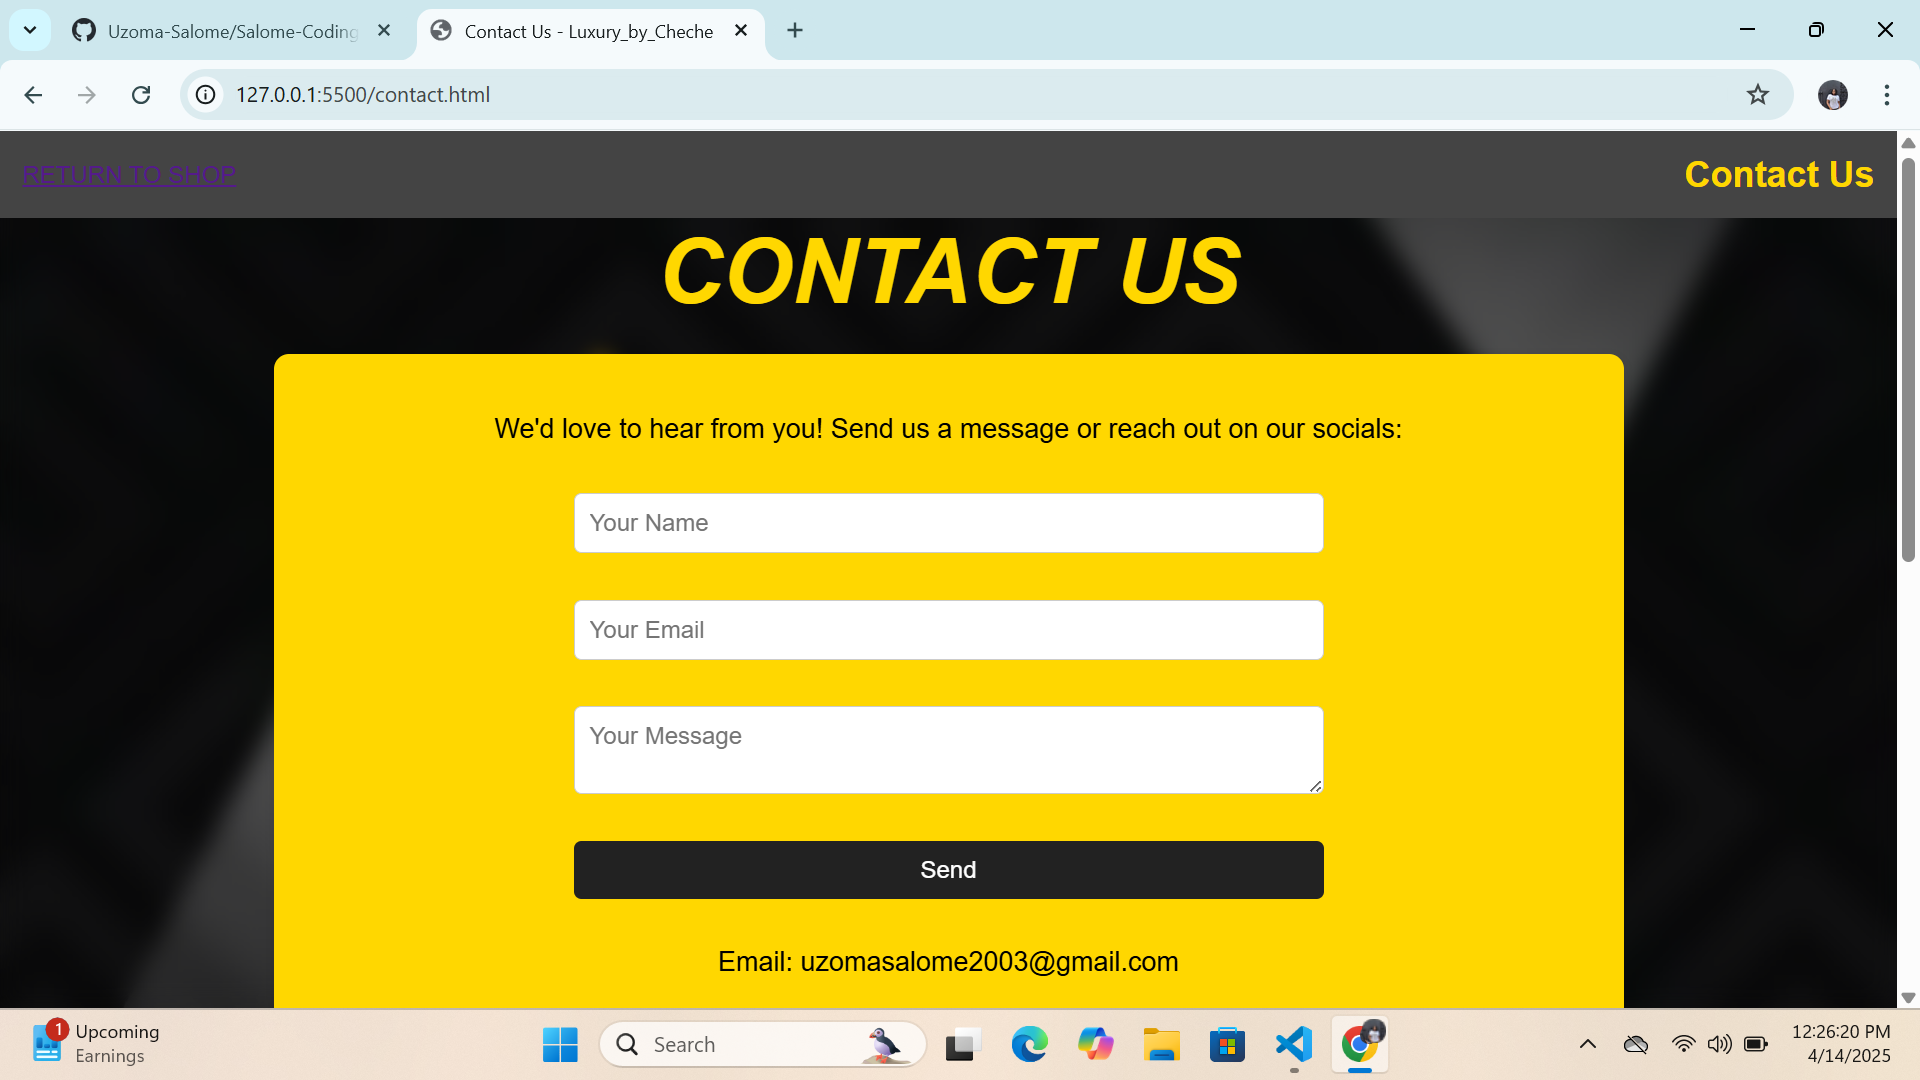 Uzoma-Salome/Salome-Coding
Contact Us - Luxury_by_Cheche
127.0.0.1:5500/contact.html
RETURN TO SHOP
Contact Us
CONTACT US
We'd love to hear from you! Send us a message or reach out on our socials:
Your Name
Your Email
Your Message
Send
Email: uzomasalome2003@gmail.com
1
Upcoming
Earnings
Search
12:26:20 PM
4/14/2025